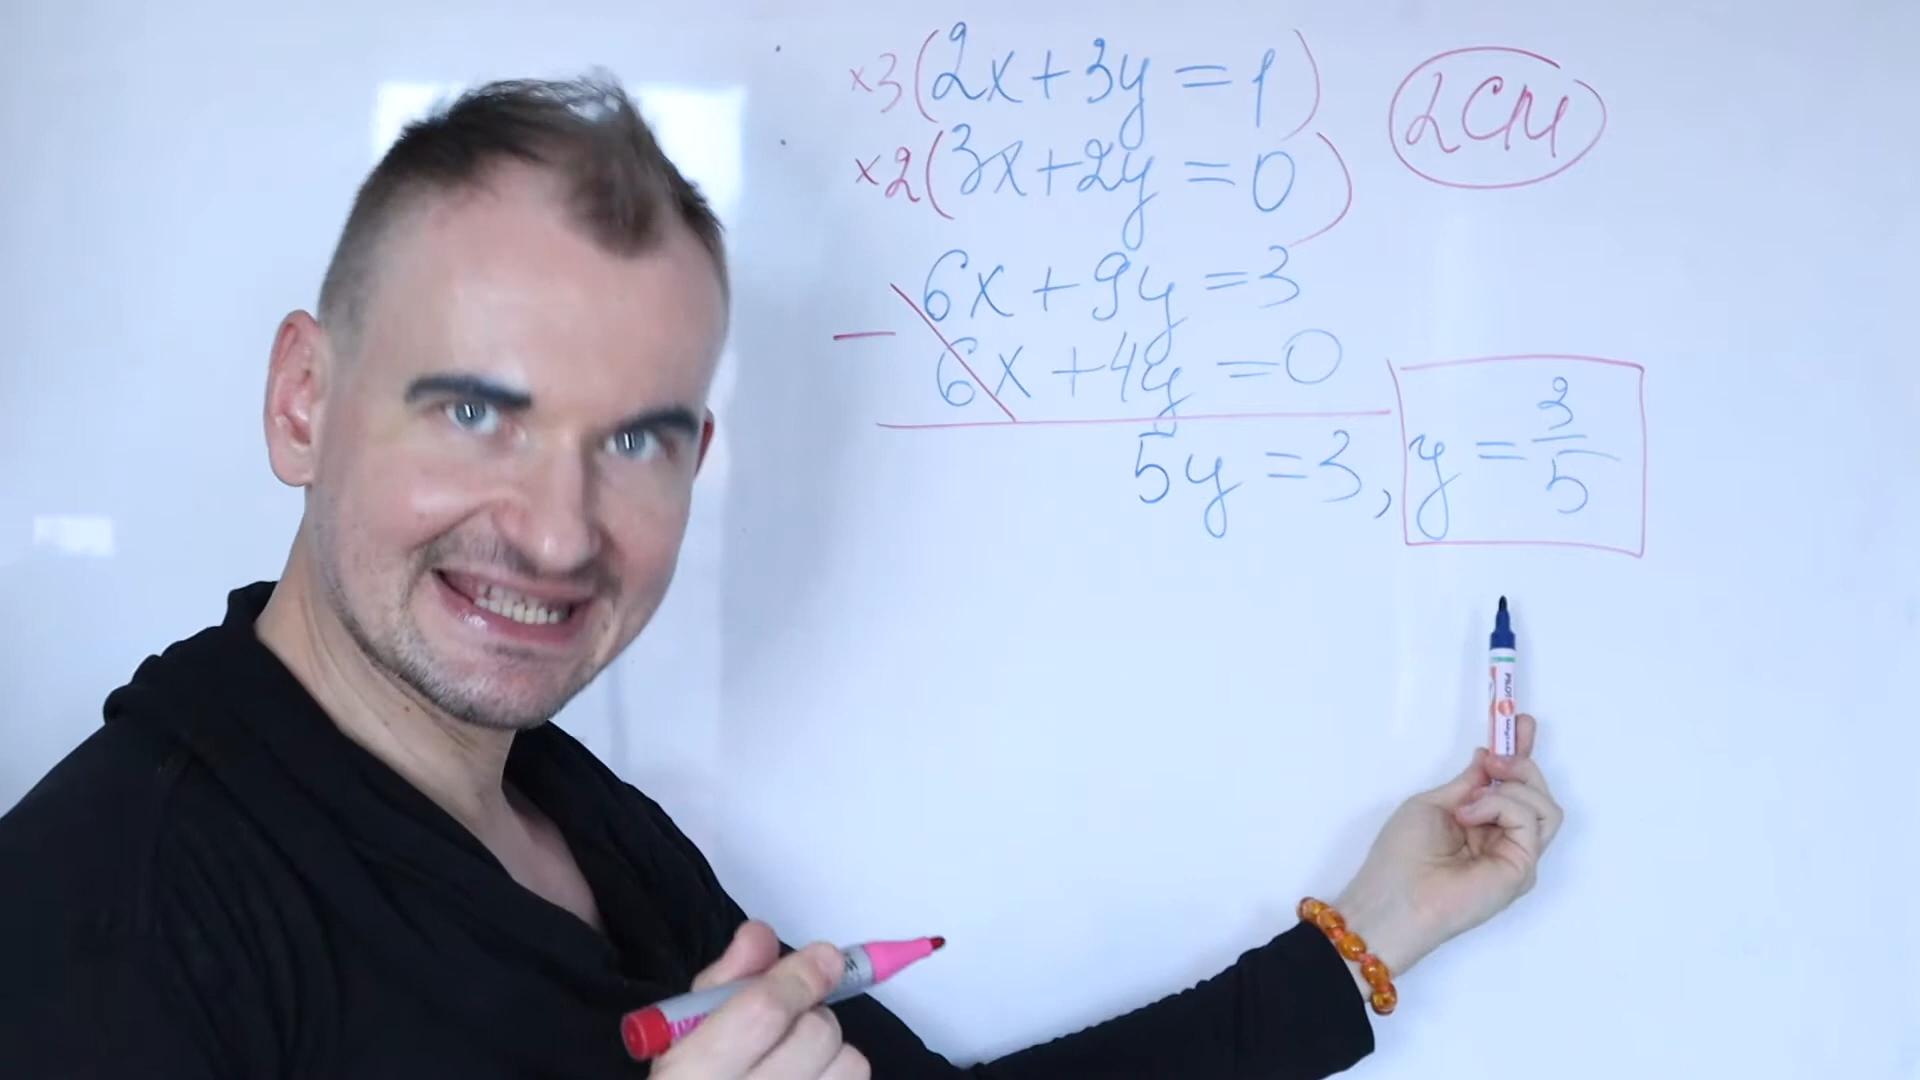 ×3(2x+3y=1)
LCM
×2(3x+2y=0)
6x+9y=3
- 6x+4y=0
5y=3, y=3/5
PILOT